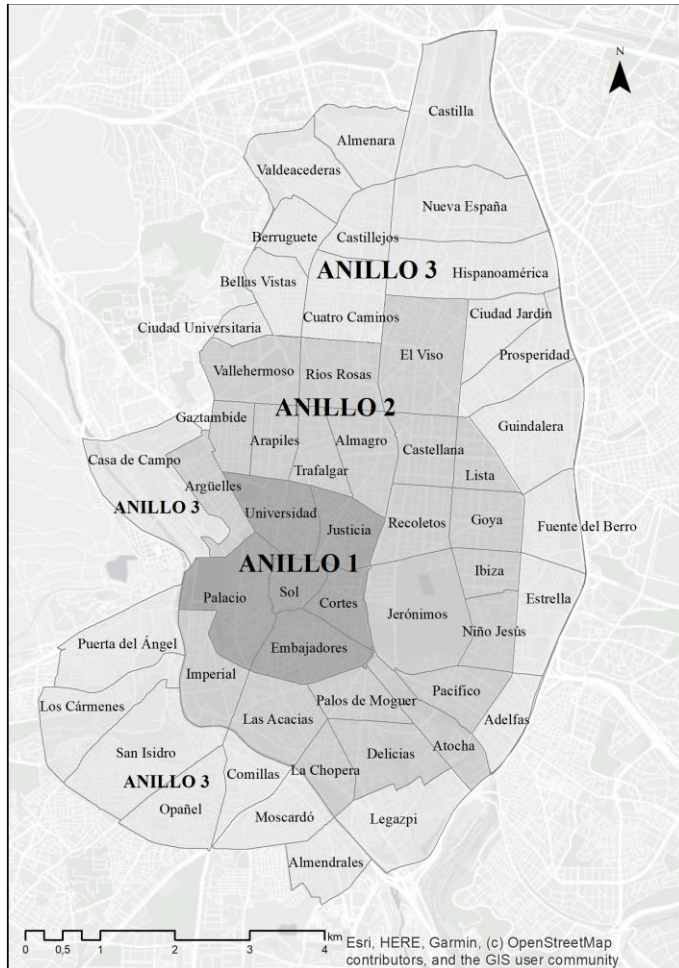 N
Castilla
Almenara
Valdeacederas
Nueva España
Berruguete
Castillejos
ANILLO 3
Hispanoamérica
Bellas Vistas
Ciudad Universitaria
Cuatro Caminos
Ciudad Jardín
El Viso
Prosperidad
Vallehermoso
Rios Rosas
ANILLO 2
Gaztambide
Guindalera
Arapiles
Almagro
Castellana
Casa de Campo
Trafalgar
Lista
Argüelles
ANILLO 3
Universidad
Justicia
Recoletos
Goya
Fuente del Berro
ANILLO 1
Ibiza
Palacio
Sol
Cortes
Jerónimos
Estrella
Niño Jesús
Puerta del Ángel
Embajadores
Imperial
Pacífico
Los Cármenes
Palos de Moguer
Las Acacias
Adelfas
San Isidro
Delicias
Atocha
ANILLO 3
Comillas
La Chopera
Opañel
Moscardó
Legazpi
Almendrales
km
0 0,5 1 2 3 4
Esri, HERE, Garmin, (c) OpenStreetMap
contributors, and the GIS user community